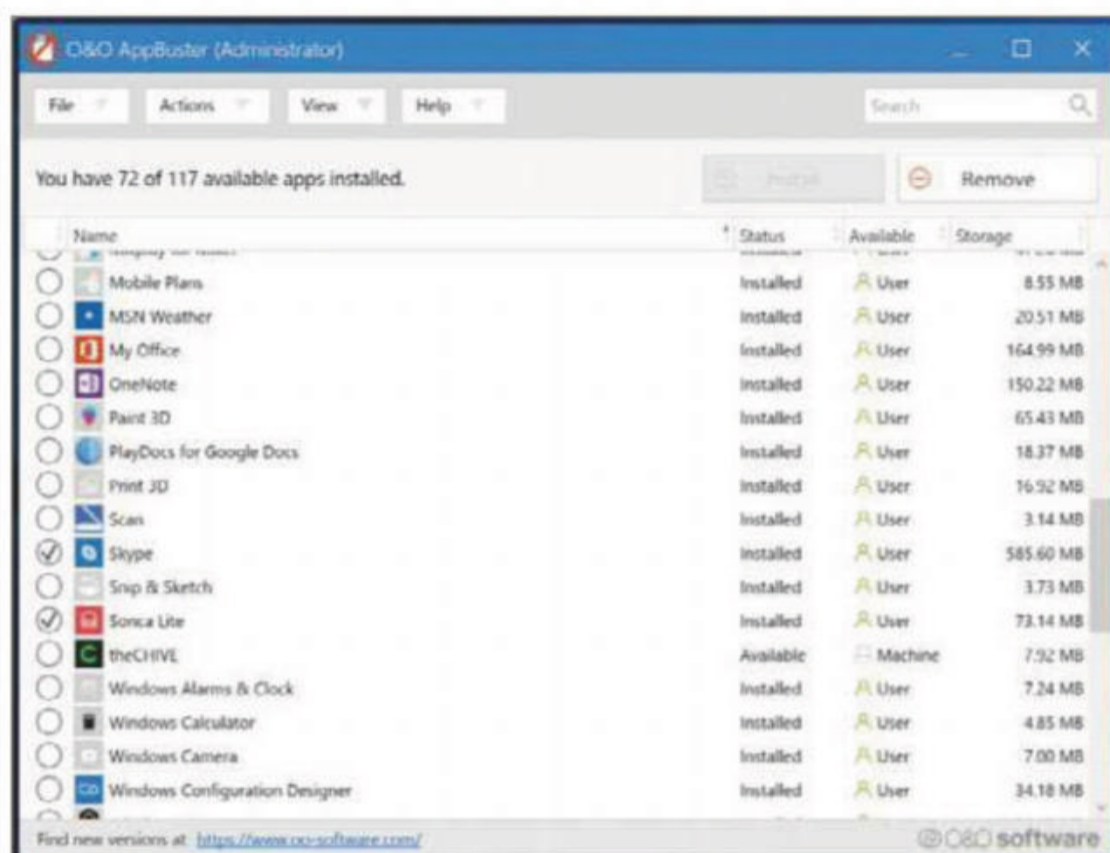 O&O AppBuster (Administrator)
File Actions View Help Search
You have 72 of 117 available apps installed. Install Remove
Name Status Available Storage
Mobile Plans Installed User 8.55 MB
MSN Weather Installed User 20.51 MB
My Office Installed User 164.99 MB
OneNote Installed User 150.22 MB
Paint 3D Installed User 65.43 MB
PlayDocs for Google Docs Installed User 18.37 MB
Print 3D Installed User 16.92 MB
Scan Installed User 3.14 MB
Skype Installed User 585.60 MB
Snip & Sketch Installed User 3.73 MB
Sonca Lite Installed User 73.14 MB
theCHIVE Available Machine 7.92 MB
Windows Alarms & Clock Installed User 7.24 MB
Windows Calculator Installed User 4.85 MB
Windows Camera Installed User 7.00 MB
Windows Configuration Designer Installed User 34.18 MB
Find new versions at: https://www.oo-software.com/ O&O software